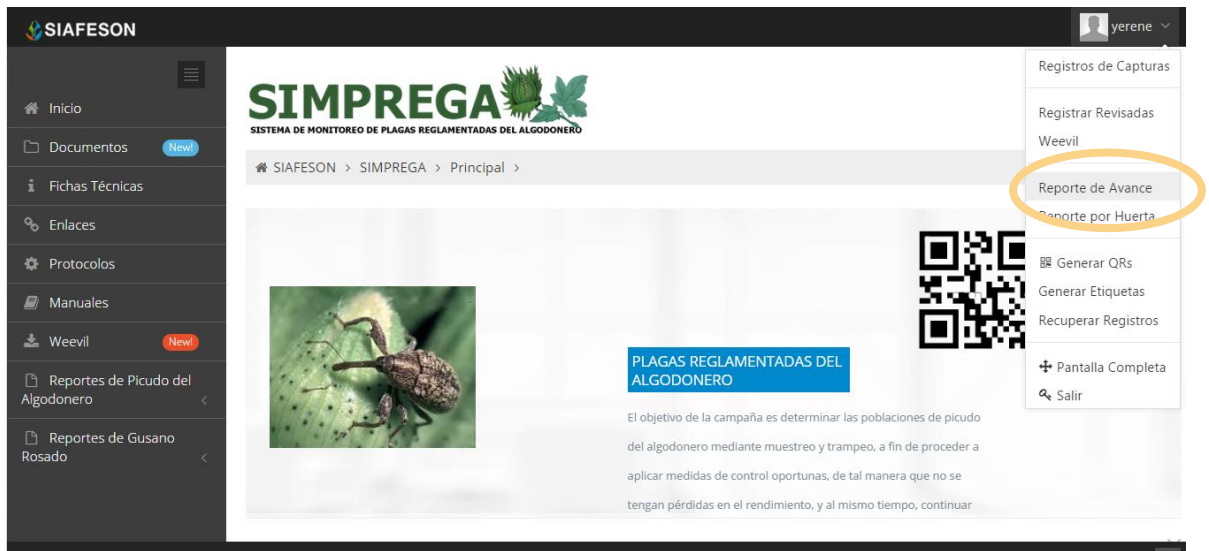 SIAFESON
yerene
Inicio
Documentos New!
Fichas Técnicas
Enlaces
Protocolos
Manuales
Weevil New!
Reportes de Picudo del
Algodonero
Reportes de Gusano
Rosado
SIMPREGA
SISTEMA DE MONITOREO DE PLAGAS REGLAMENTADAS DEL ALGODONERO
SIAFESON > SIMPREGA > Principal >
PLAGAS REGLAMENTADAS DEL
ALGODONERO
El objetivo de la campaña es determinar las poblaciones de picudo
del algodonero mediante muestreo y trampeo, a fin de proceder a
aplicar medidas de control oportunas, de tal manera que no se
tengan pérdidas en el rendimiento, y al mismo tiempo, continuar
Registros de Capturas
Registrar Revisadas
Weevil
Reporte de Avance
Reporte por Huerta
Generar QRs
Generar Etiquetas
Recuperar Registros
Pantalla Completa
Salir